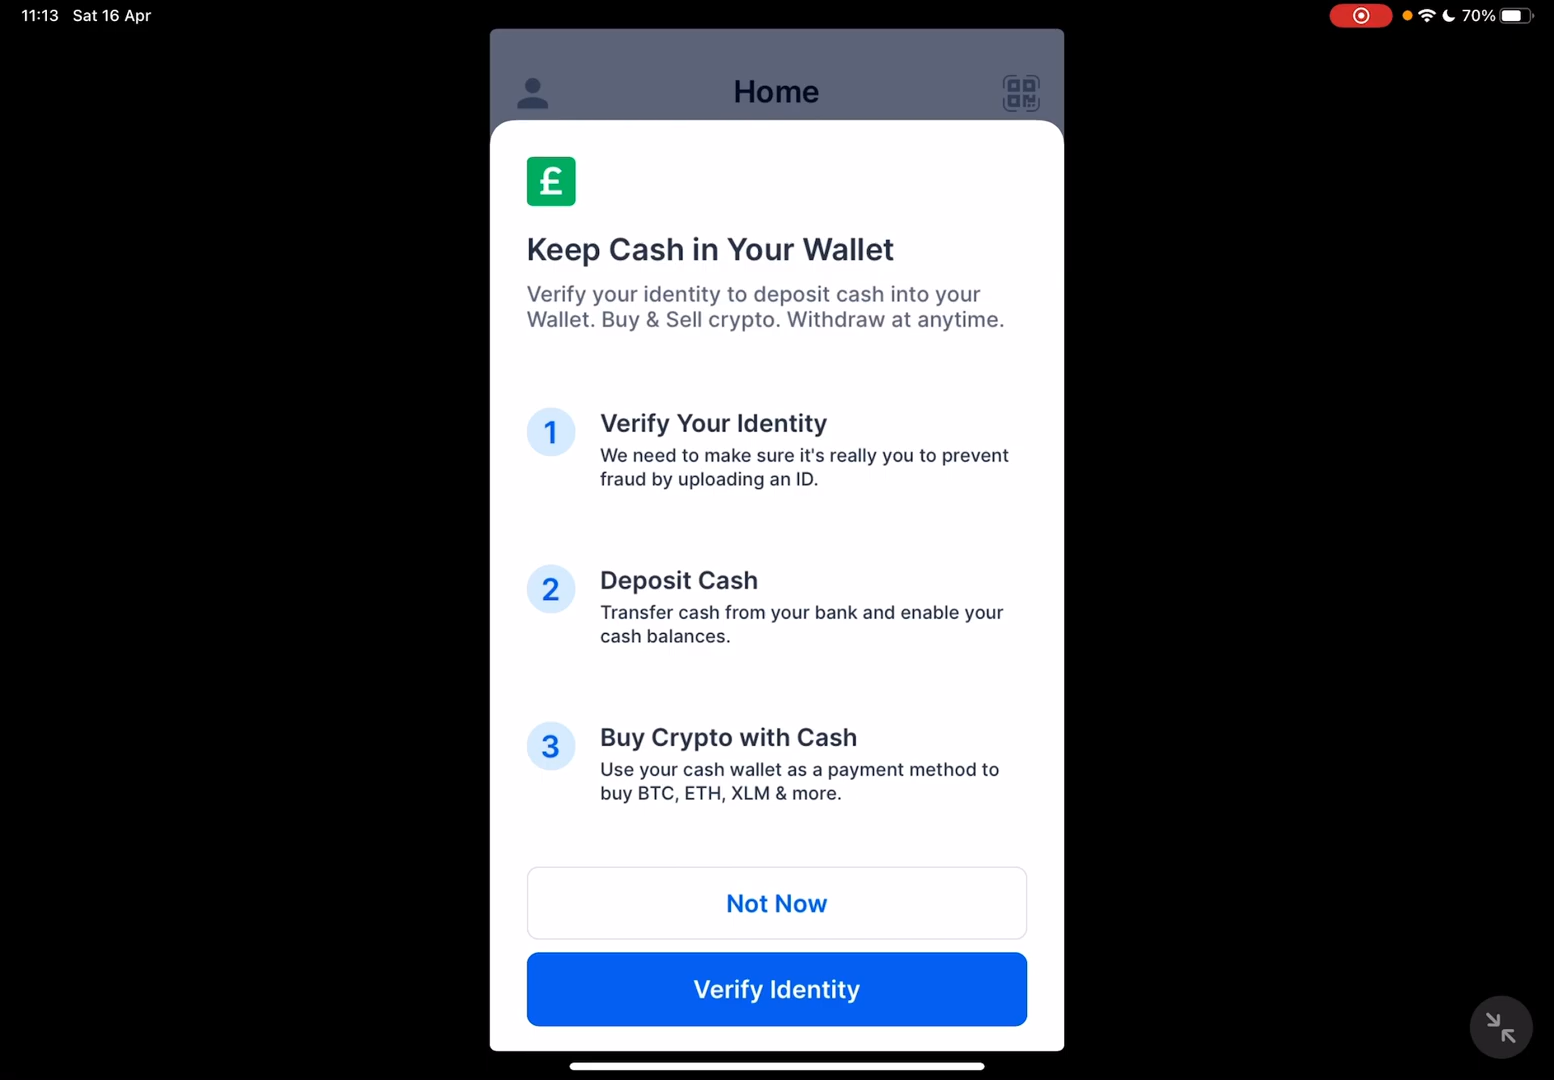 11:13 Sat 16 Apr
70%
Home
£
Keep Cash in Your Wallet
Verify your identity to deposit cash into your
Wallet. Buy & Sell crypto. Withdraw at anytime.
1
Verify Your Identity
We need to make sure it's really you to prevent
fraud by uploading an ID.
2
Deposit Cash
Transfer cash from your bank and enable your
cash balances.
3
Buy Crypto with Cash
Use your cash wallet as a payment method to
buy BTC, ETH, XLM & more.
Not Now
Verify Identity